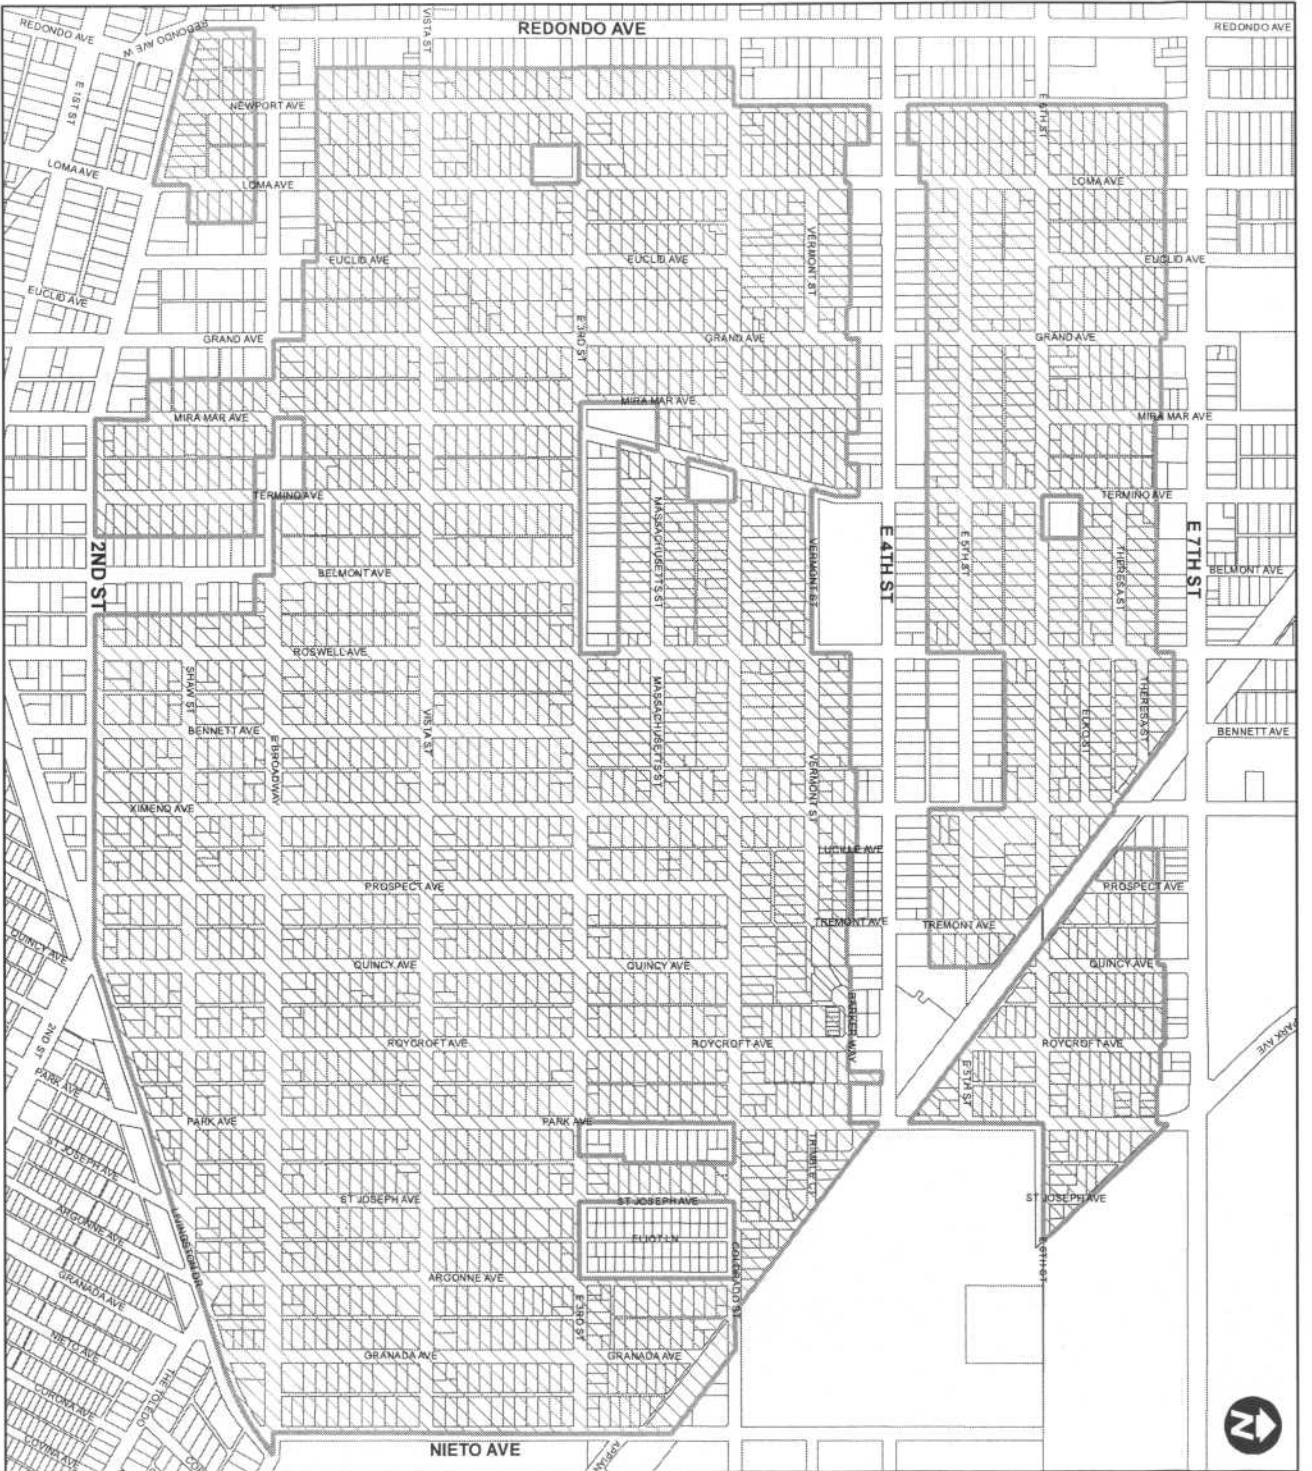 REDONDO AVE
REDONDO AVE W
VISTA ST
REDONDO AVE
REDONDO AVE
E 1ST ST
NEWPORT AVE
E 6TH ST
LOMA AVE
LOMA AVE
LOMA AVE
VERMONT ST
EUCLID AVE
EUCLID AVE
EUCLID AVE
EUCLID AVE
GRAND AVE
E 3RD ST
GRAND AVE
GRAND AVE
MIRA MAR AVE
MIRA MAR AVE
MIRA MAR AVE
TERMINO AVE
TERMINO AVE
MASSACHUSETTS ST
VERMONT ST
E 4TH ST
E 5TH ST
THERESA ST
E 7TH ST
2ND ST
BELMONT AVE
BELMONT AVE
ROSWELL AVE
SHAW ST
MASSACHUSETTS ST
ELKO ST
THERESA ST
BENNETT AVE
E BROADWAY
VISTA ST
VERMONT ST
BENNETT AVE
XIMENO AVE
LUCILLE AVE
PROSPECT AVE
PROSPECT AVE
TREMONT AVE
TREMONT AVE
QUINCY AVE
QUINCY AVE
QUINCY AVE
QUINCY AVE
2ND ST
ROYCROFT AVE
ROYCROFT AVE
BARKER WAY
ROYCROFT AVE
PARK AVE
PARK AVE
E 5TH ST
PARK AVE
PARK AVE
ST JOSEPH AVE
ST JOSEPH AVE
ST JOSEPH AVE
ST JOSEPH AVE
ARGONNE AVE
LIVINGSTON DR
ELIOT LN
COLORADO ST
E 6TH ST
GRANADA AVE
ARGONNE AVE
E 3RD ST
NIETO AVE
GRANADA AVE
GRANADA AVE
THE TOLEDO
CORONA AVE
COVINA AVE
NIETO AVE
APPIAN
N